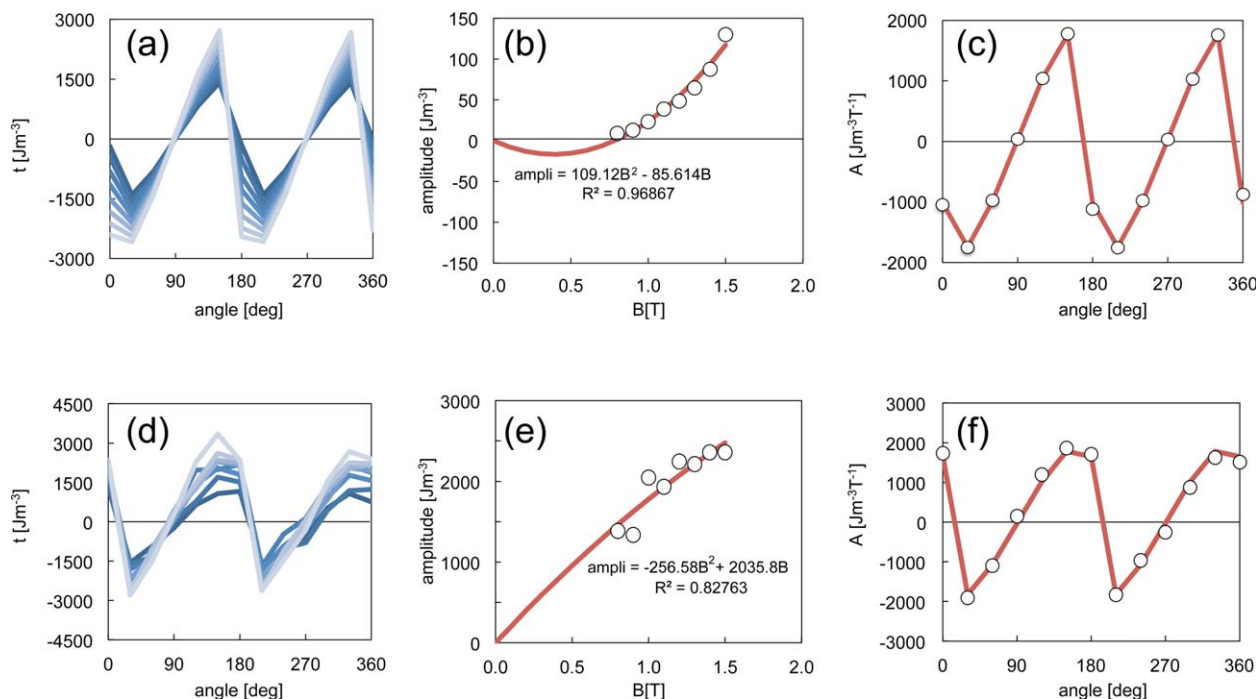 (a)
t [Jm⁻³]
3000
1500
0
-1500
-3000
0 90 180 270 360
angle [deg]
(b)
amplitude [Jm⁻³]
150
100
50
0
-50
-100
-150
ampli = 109.12B² - 85.614B
R² = 0.96867
0.0 0.5 1.0 1.5 2.0
B[T]
(c)
A [Jm⁻³T⁻¹]
2000
1000
0
-1000
-2000
0 90 180 270 360
angle [deg]
(d)
t [Jm⁻³]
4500
3000
1500
0
-1500
-3000
-4500
0 90 180 270 360
angle [deg]
(e)
amplitude [Jm⁻³]
3000
2000
1000
0
ampli = -256.58B² + 2035.8B
R² = 0.82763
0.0 0.5 1.0 1.5 2.0
B[T]
(f)
A [Jm⁻³T⁻¹]
3000
2000
1000
0
-1000
-2000
-3000
0 90 180 270 360
angle [deg]